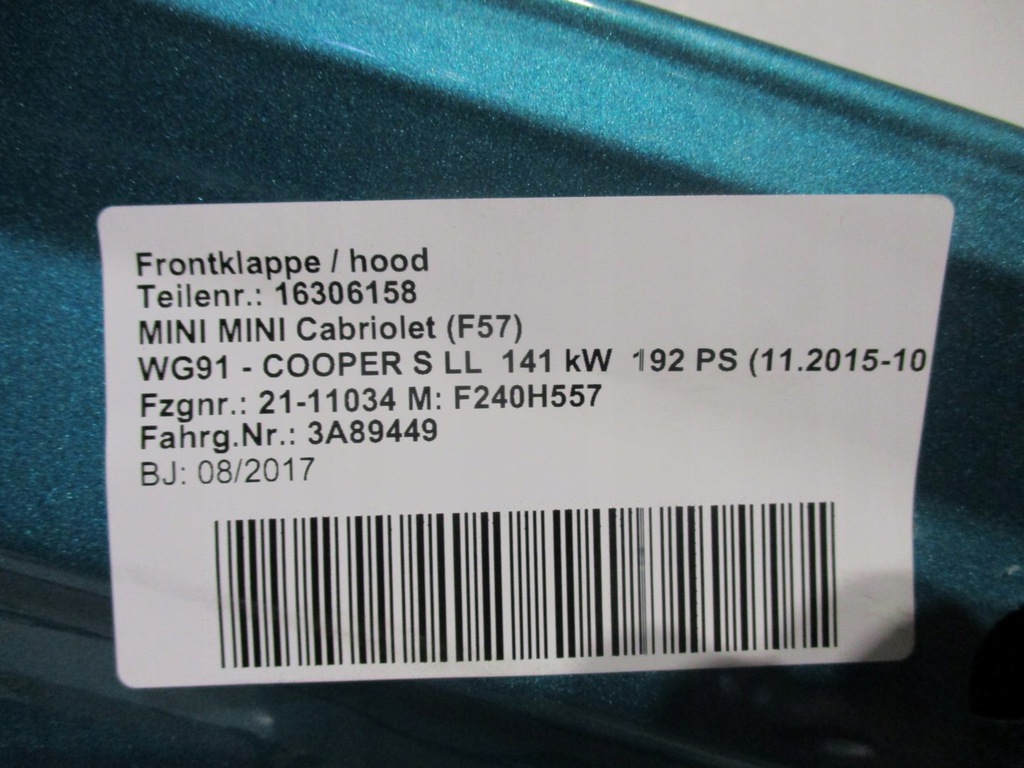 Frontklappe / hood
Teilenr.: 16306158
MINI MINI Cabriolet (F57)
WG91 - COOPER S LL 141 kW 192 PS (11.2015-10
Fzgnr.: 21-11034 M: F240H557
Fahrg.Nr.: 3A89449
BJ: 08/2017